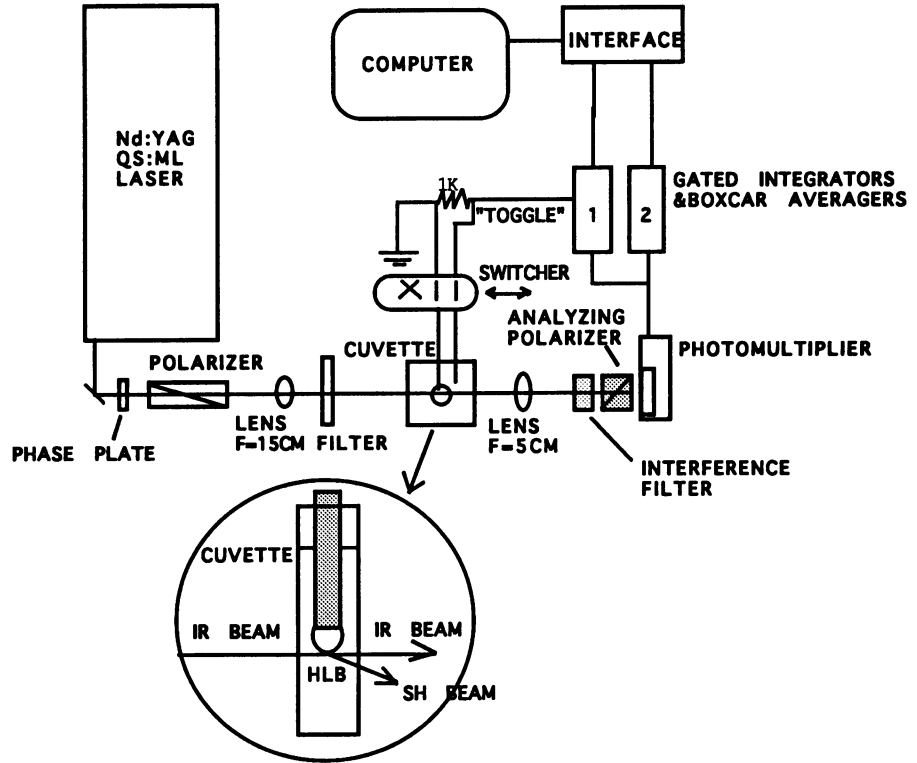 INTERFACE
COMPUTER
Nd:YAG
QS:ML
LASER
1K
"TOGGLE"
1
2
GATED INTEGRATORS
&BOXCAR AVERAGERS
SWITCHER
ANALYZING
POLARIZER
PHOTOMULTIPLIER
CUVETTE
POLARIZER
LENS
F=15CM
FILTER
LENS
F=5CM
PHASE PLATE
INTERFERENCE
FILTER
CUVETTE
IR BEAM
IR BEAM
HLB
SH BEAM